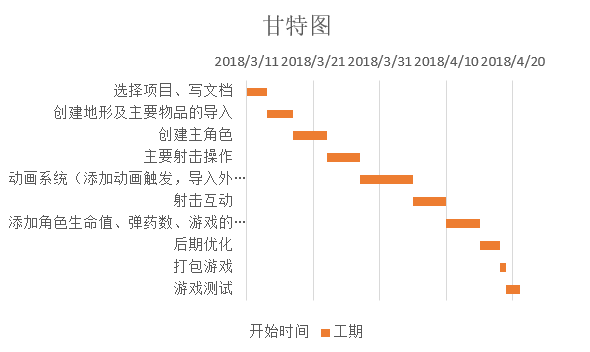 甘特图
2018/3/11 2018/3/21 2018/3/31 2018/4/10 2018/4/20
选择项目、写文档
创建地形及主要物品的导入
创建主角色
主要射击操作
动画系统（添加动画触发，导入外…
射击互动
添加角色生命值、弹药数、游戏的…
后期优化
打包游戏
游戏测试
开始时间 工期